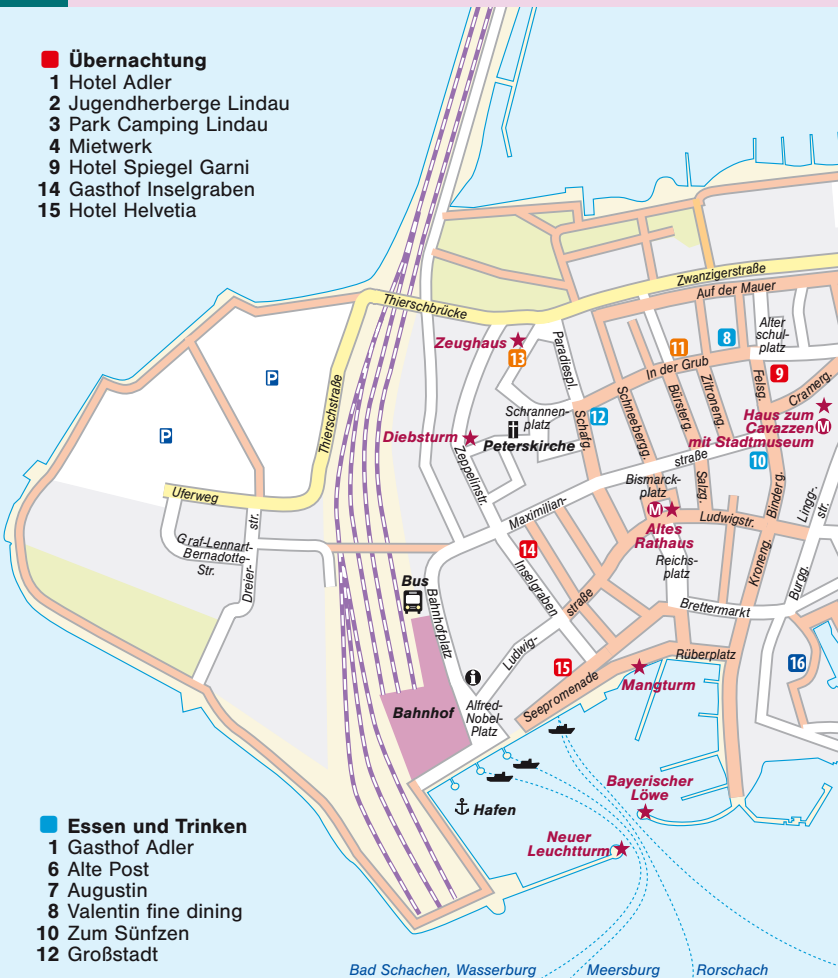 Übernachtung
1 Hotel Adler
2 Jugendherberge Lindau
3 Park Camping Lindau
4 Mietwerk
9 Hotel Spiegel Garni
14 Gasthof Inselgraben
15 Hotel Helvetia
Zwanzigerstraße
Auf der Mauer
Thierschbrücke
Zeughaus
13
Paradiespl.
11
8
Alter
schul-
platz
In der Grub
9
Felsg.
Cramerg.
P
Thierschstraße
Schrannen-
platz
12
Schafg.
Schneebergg.
Bürsterg.
Zitroneng.
Haus zum
Cavazzen
M
mit Stadtmuseum
P
Diebsturm
Peterskirche
Zeppelinstr.
straße
10
Bismarck-
platz
Salzg.
Binderg.
Lingg-
str.
Uferweg
Maximilian-
M
Altes
Rathaus
Ludwigstr.
Graf-Lennart-
Bernadotte-
Str.
Dreier-
str.
14
Inselgraben
Reichs-
platz
Kroneng.
Burgg.
Bus
Bahnhofplatz
straße
Ludwig-
Brettermarkt
i
15
Rüberplatz
16
Seepromenade
Mangturm
Bahnhof
Alfred-
Nobel-
Platz
Hafen
Bayerischer
Löwe
Neuer
Leuchtturm
Essen und Trinken
1 Gasthof Adler
6 Alte Post
7 Augustin
8 Valentin fine dining
10 Zum Sünfzen
12 Großstadt
Bad Schachen, Wasserburg
Meersburg
Rorschach